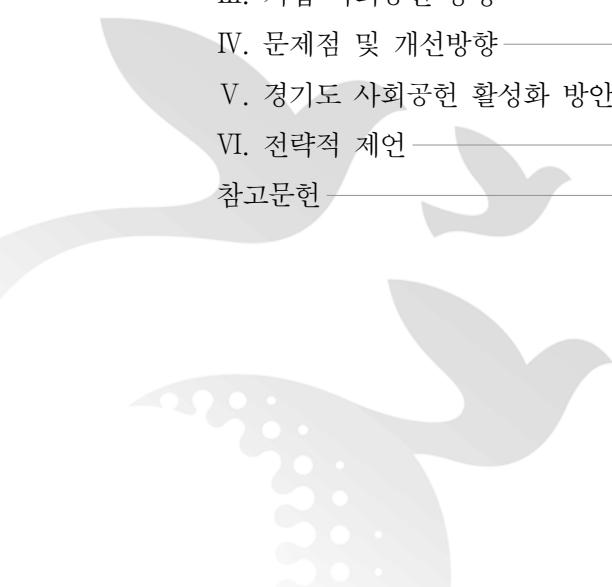 Ⅳ. 문제점 및 개선방향
Ⅴ. 경기도 사회공헌 활성화 방안
Ⅵ. 전략적 제언
참고문헌